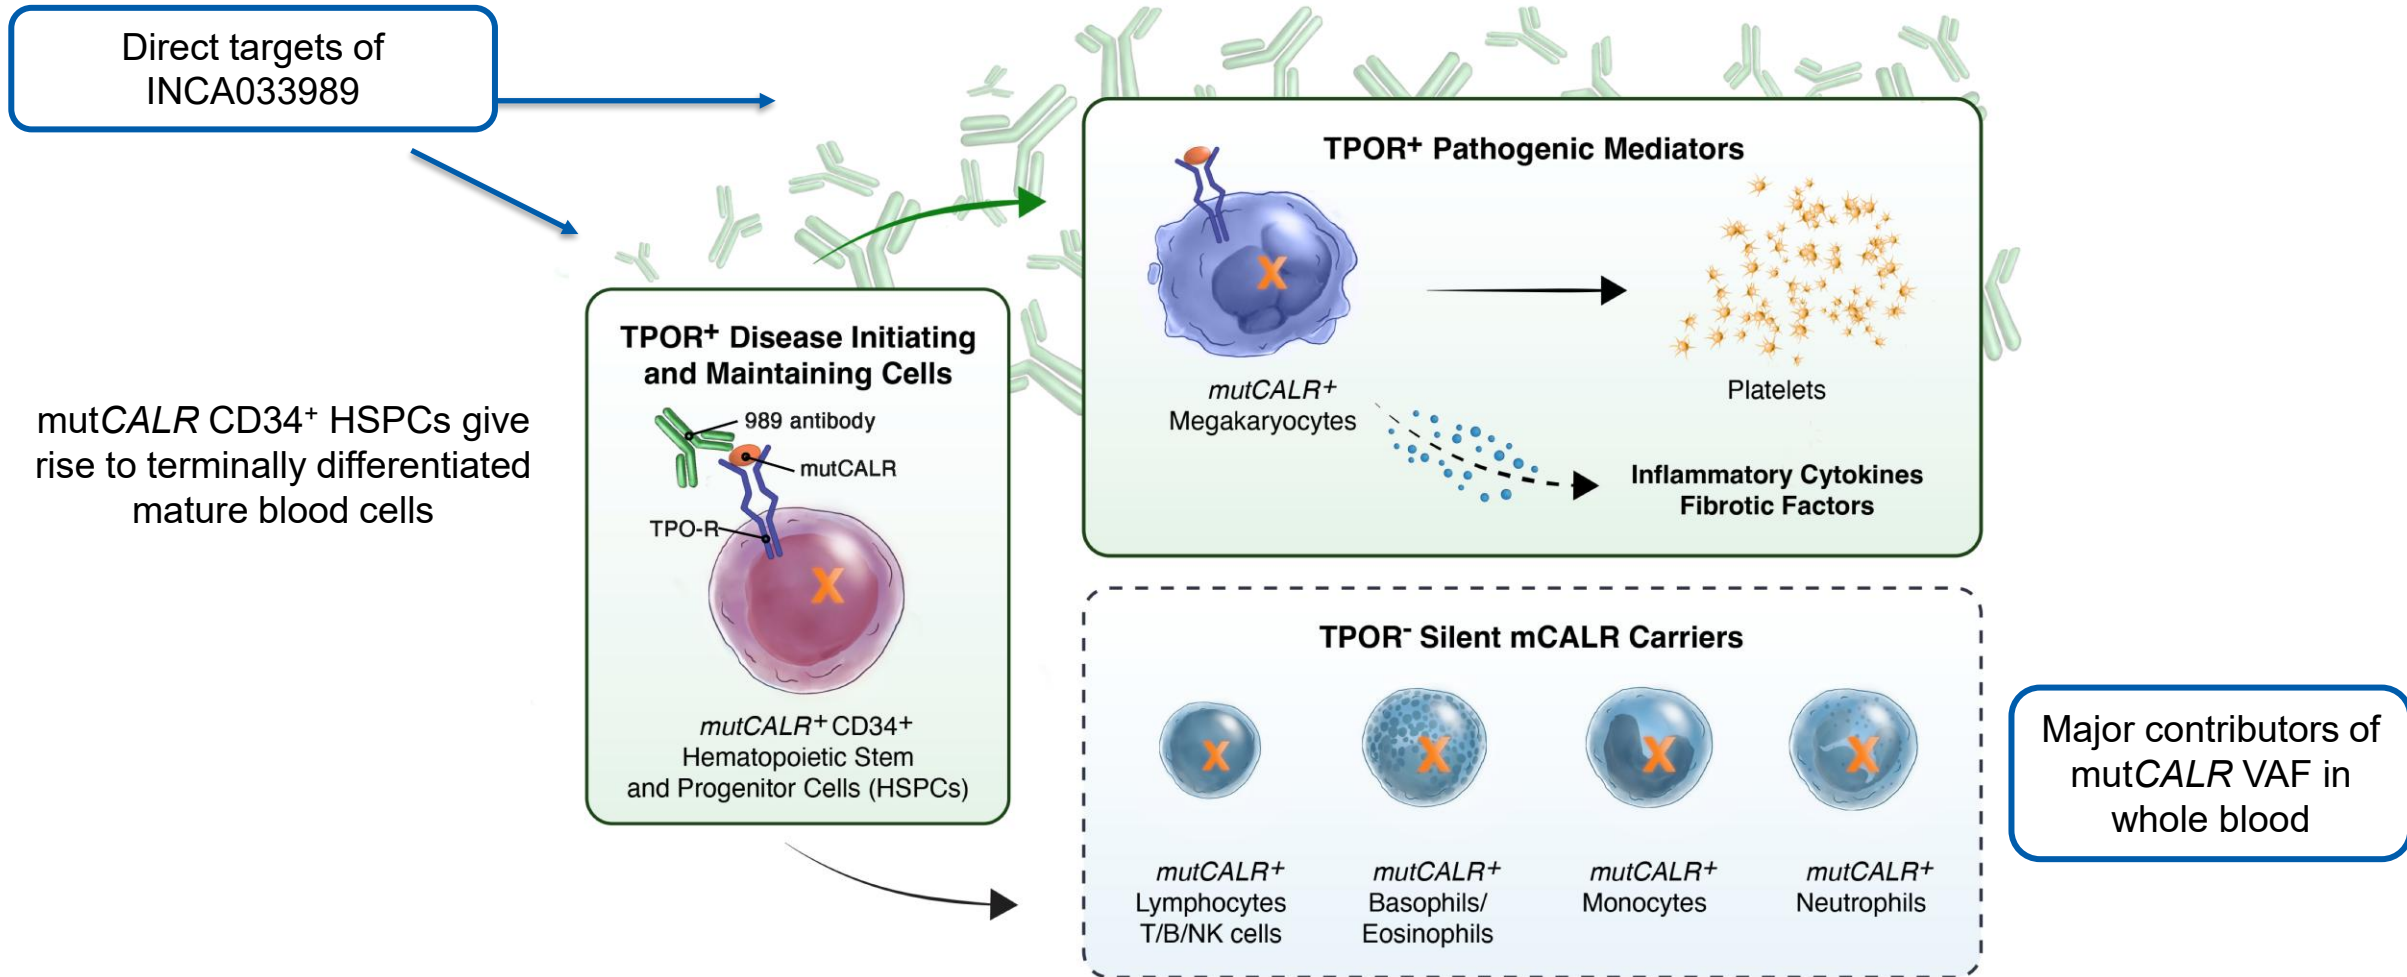 Direct targets of
INCA033989
mutCALR CD34⁺ HSPCs give
rise to terminally differentiated
mature blood cells
TPOR⁺ Disease Initiating
and Maintaining Cells
989 antibody
mutCALR
TPO-R
X
mutCALR⁺ CD34⁺
Hematopoietic Stem
and Progenitor Cells (HSPCs)
TPOR⁺ Pathogenic Mediators
X
mutCALR⁺
Megakaryocytes
Platelets
Inflammatory Cytokines
Fibrotic Factors
TPOR⁻ Silent mCALR Carriers
X
X
X
X
mutCALR⁺
Lymphocytes
T/B/NK cells
mutCALR⁺
Basophils/
Eosinophils
mutCALR⁺
Monocytes
mutCALR⁺
Neutrophils
Major contributors of
mutCALR VAF in
whole blood